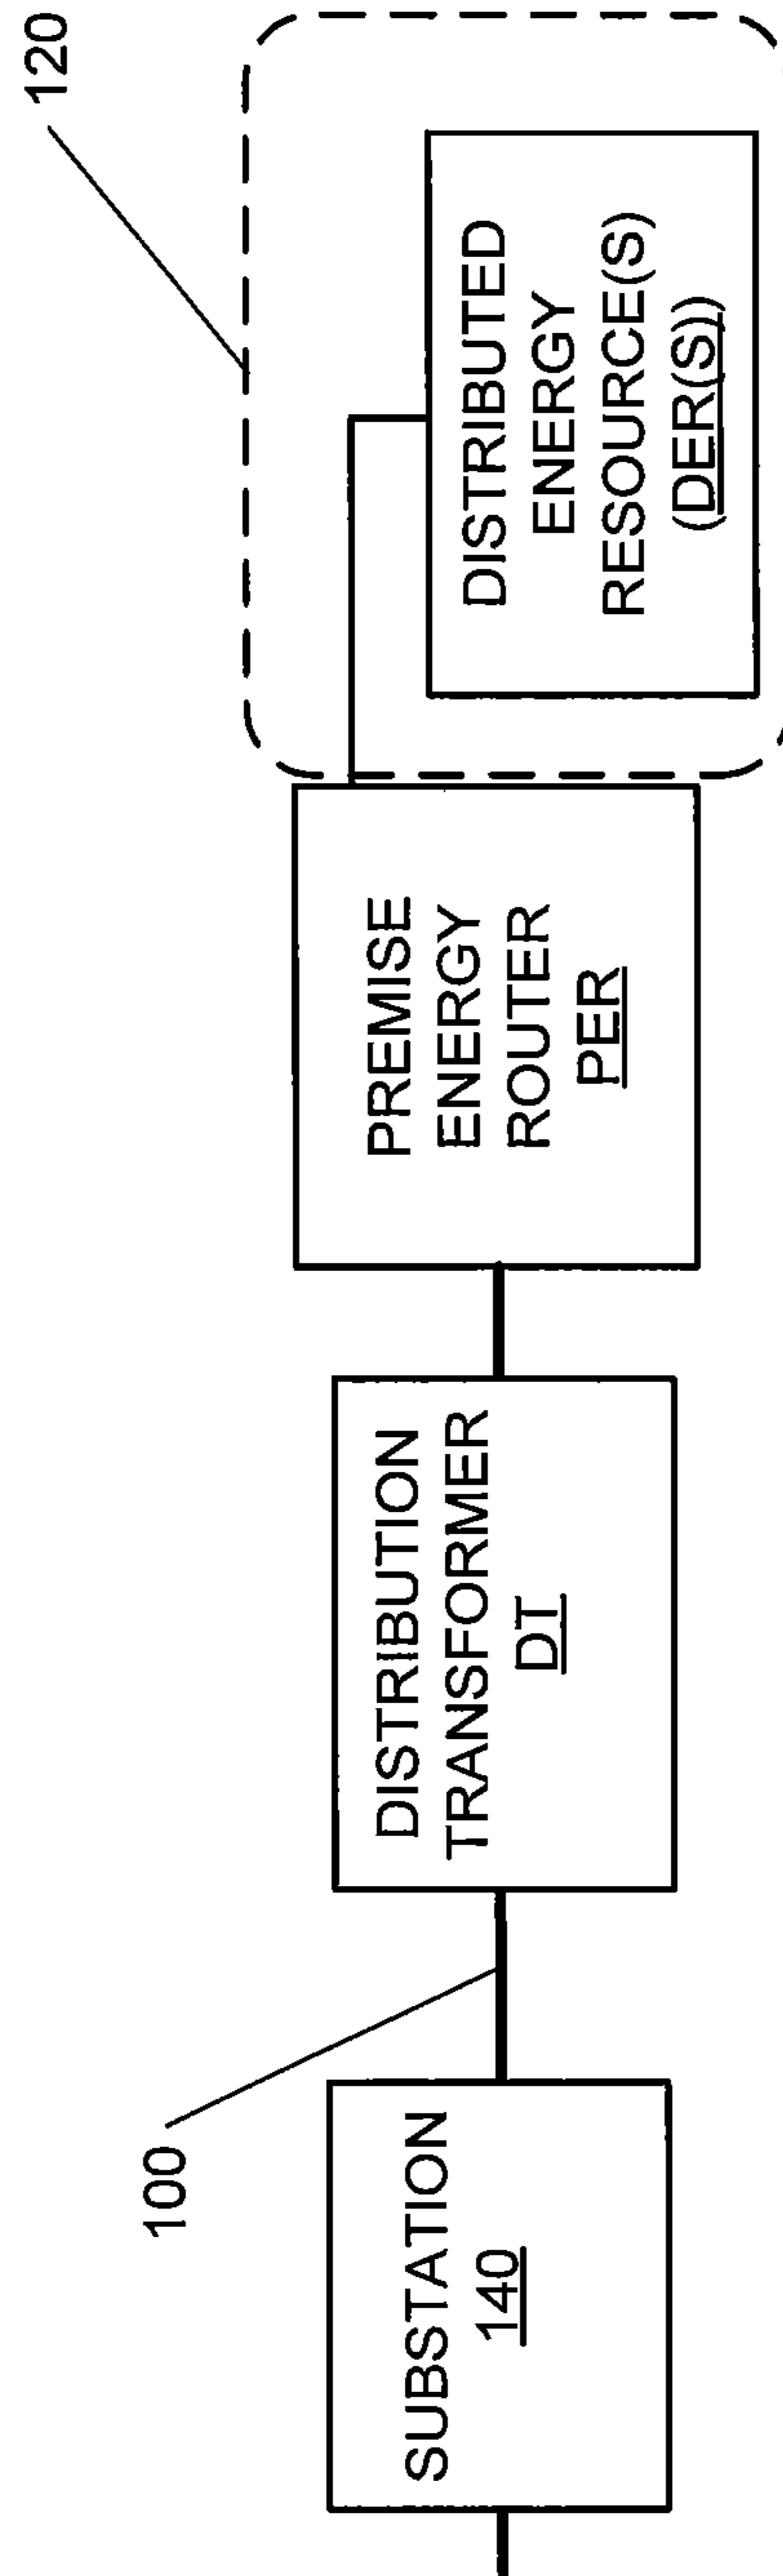 120
DISTRIBUTED
ENERGY
RESOURCE(S)
(DER(S))
PREMISE
ENERGY
ROUTER
PER
DISTRIBUTION
TRANSFORMER
DT
100
SUBSTATION
140